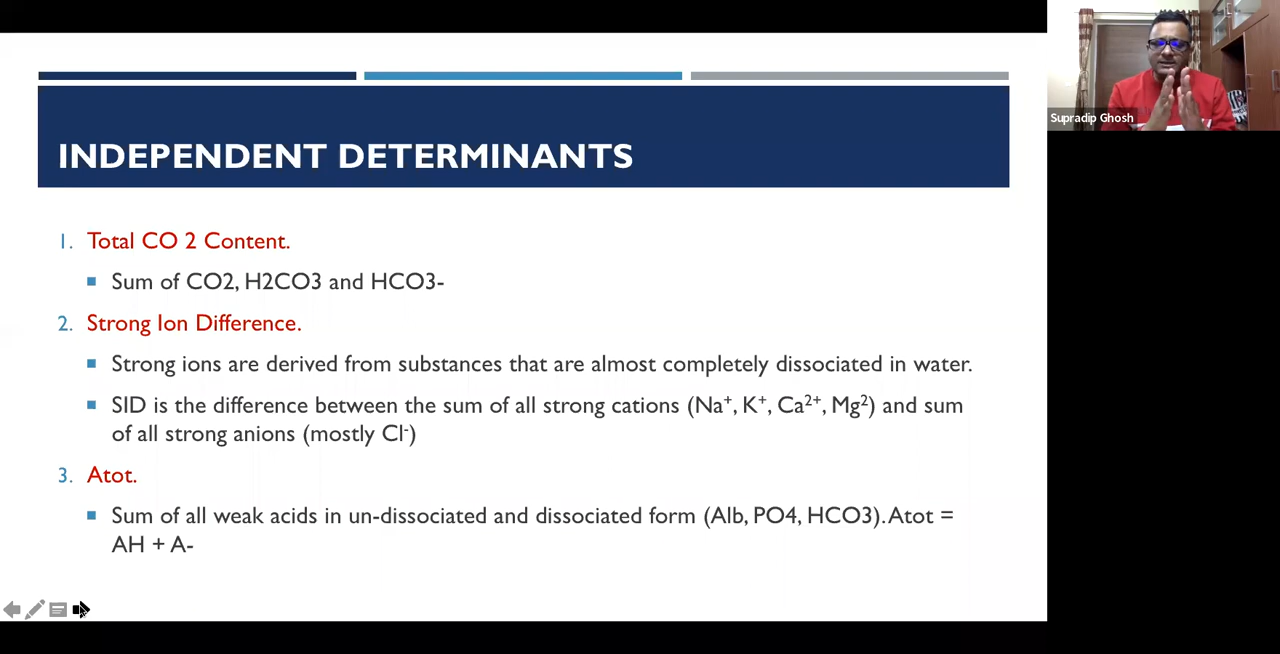 INDEPENDENT DETERMINANTS
1. Total CO 2 Content.
■ Sum of CO2, H2CO3 and HCO3-
2. Strong Ion Difference.
■ Strong ions are derived from substances that are almost completely dissociated in water.
■ SID is the difference between the sum of all strong cations (Na⁺, K⁺, Ca²⁺, Mg²) and sum
of all strong anions (mostly Cl⁻)
3. Atot.
■ Sum of all weak acids in un-dissociated and dissociated form (Alb, PO4, HCO3). Atot =
AH + A-
Supradip Ghosh